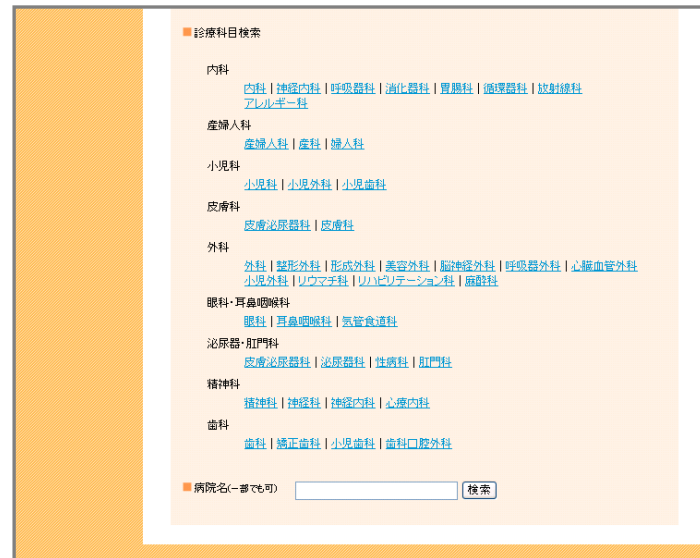 ■診療科目検索
内科
内科 | 神経内科 | 呼吸器科 | 消化器科 | 胃腸科 | 循環器科 | 放射線科
アレルギー科
産婦人科
産婦人科 | 産科 | 婦人科
小児科
小児科 | 小児外科 | 小児歯科
皮膚科
皮膚泌尿器科 | 皮膚科
外科
外科 | 整形外科 | 形成外科 | 美容外科 | 脳神経外科 | 呼吸器外科 | 心臓血管外科
小児外科 | リウマチ科 | リハビリテーション科 | 麻酔科
眼科・耳鼻咽喉科
眼科 | 耳鼻咽喉科 | 気管食道科
泌尿器・肛門科
皮膚泌尿器科 | 泌尿器科 | 性病科 | 肛門科
精神科
精神科 | 神経科 | 神経内科 | 心療内科
歯科
歯科 | 矯正歯科 | 小児歯科 | 歯科口腔外科
■病院名(一部でも可) 検索